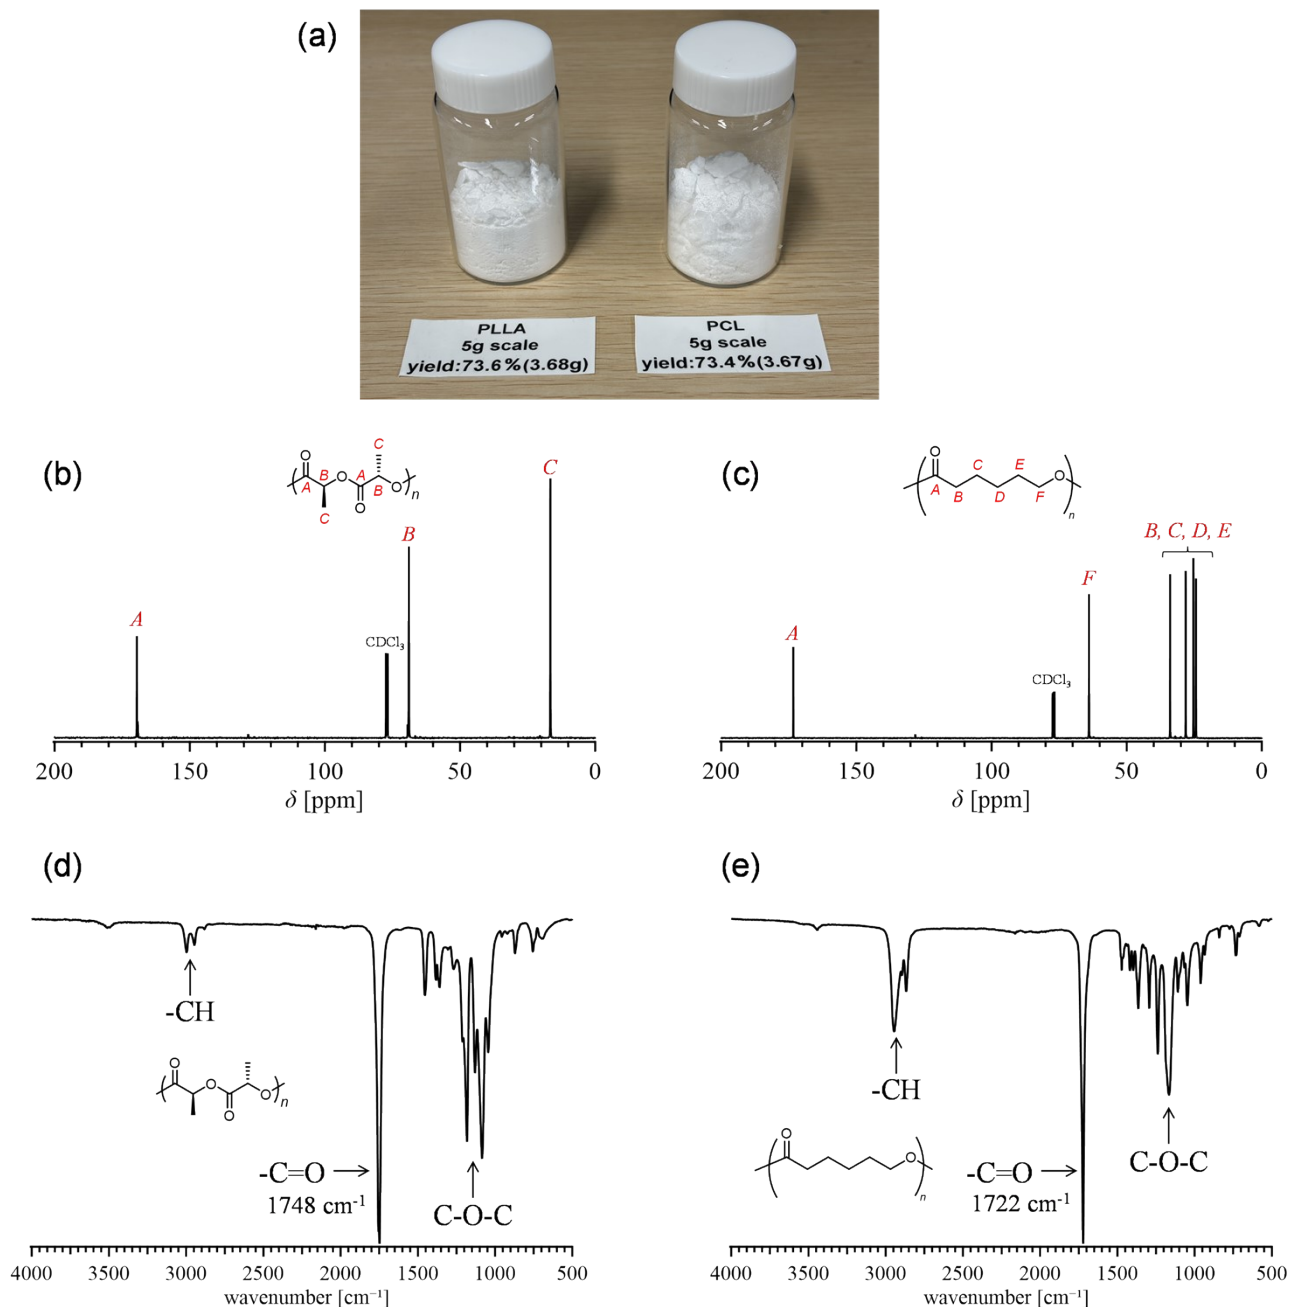 (a)
PLLA
5g scale
yield:73.6%(3.68g)
PCL
5g scale
yield:73.4%(3.67g)
(b)
O
A
B
C
O
A
O
B
C
O
n
A
CDCl3
B
C
200
150
100
50
0
δ [ppm]
(c)
O
A
B
C
D
E
F
O
n
A
CDCl3
F
B, C, D, E
200
150
100
50
0
δ [ppm]
(d)
-CH
O
O
O
O
n
-C=O
1748 cm⁻¹
C-O-C
4000
3500
3000
2500
2000
1500
1000
500
wavenumber [cm⁻¹]
(e)
-CH
O
O
n
-C=O
1722 cm⁻¹
C-O-C
4000
3500
3000
2500
2000
1500
1000
500
wavenumber [cm⁻¹]